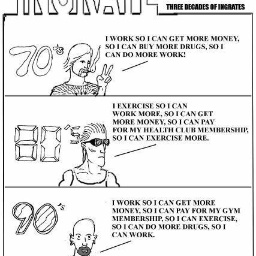 THREE DECADES OF INGRATES
70's
I WORK SO I CAN GET MORE MONEY,
SO I CAN BUY MORE DRUGS, SO I
CAN DO MORE WORK!
80's
I EXERCISE SO I CAN
WORK MORE, SO I CAN GET
MORE MONEY, SO I CAN PAY
FOR MY HEALTH CLUB MEMBERSHIP,
SO I CAN EXERCISE MORE.
90's
I WORK SO I CAN GET MORE
MONEY, SO I CAN PAY FOR MY GYM
MEMBERSHIP, SO I CAN EXERCISE,
SO I CAN DO MORE DRUGS, SO I
CAN WORK.